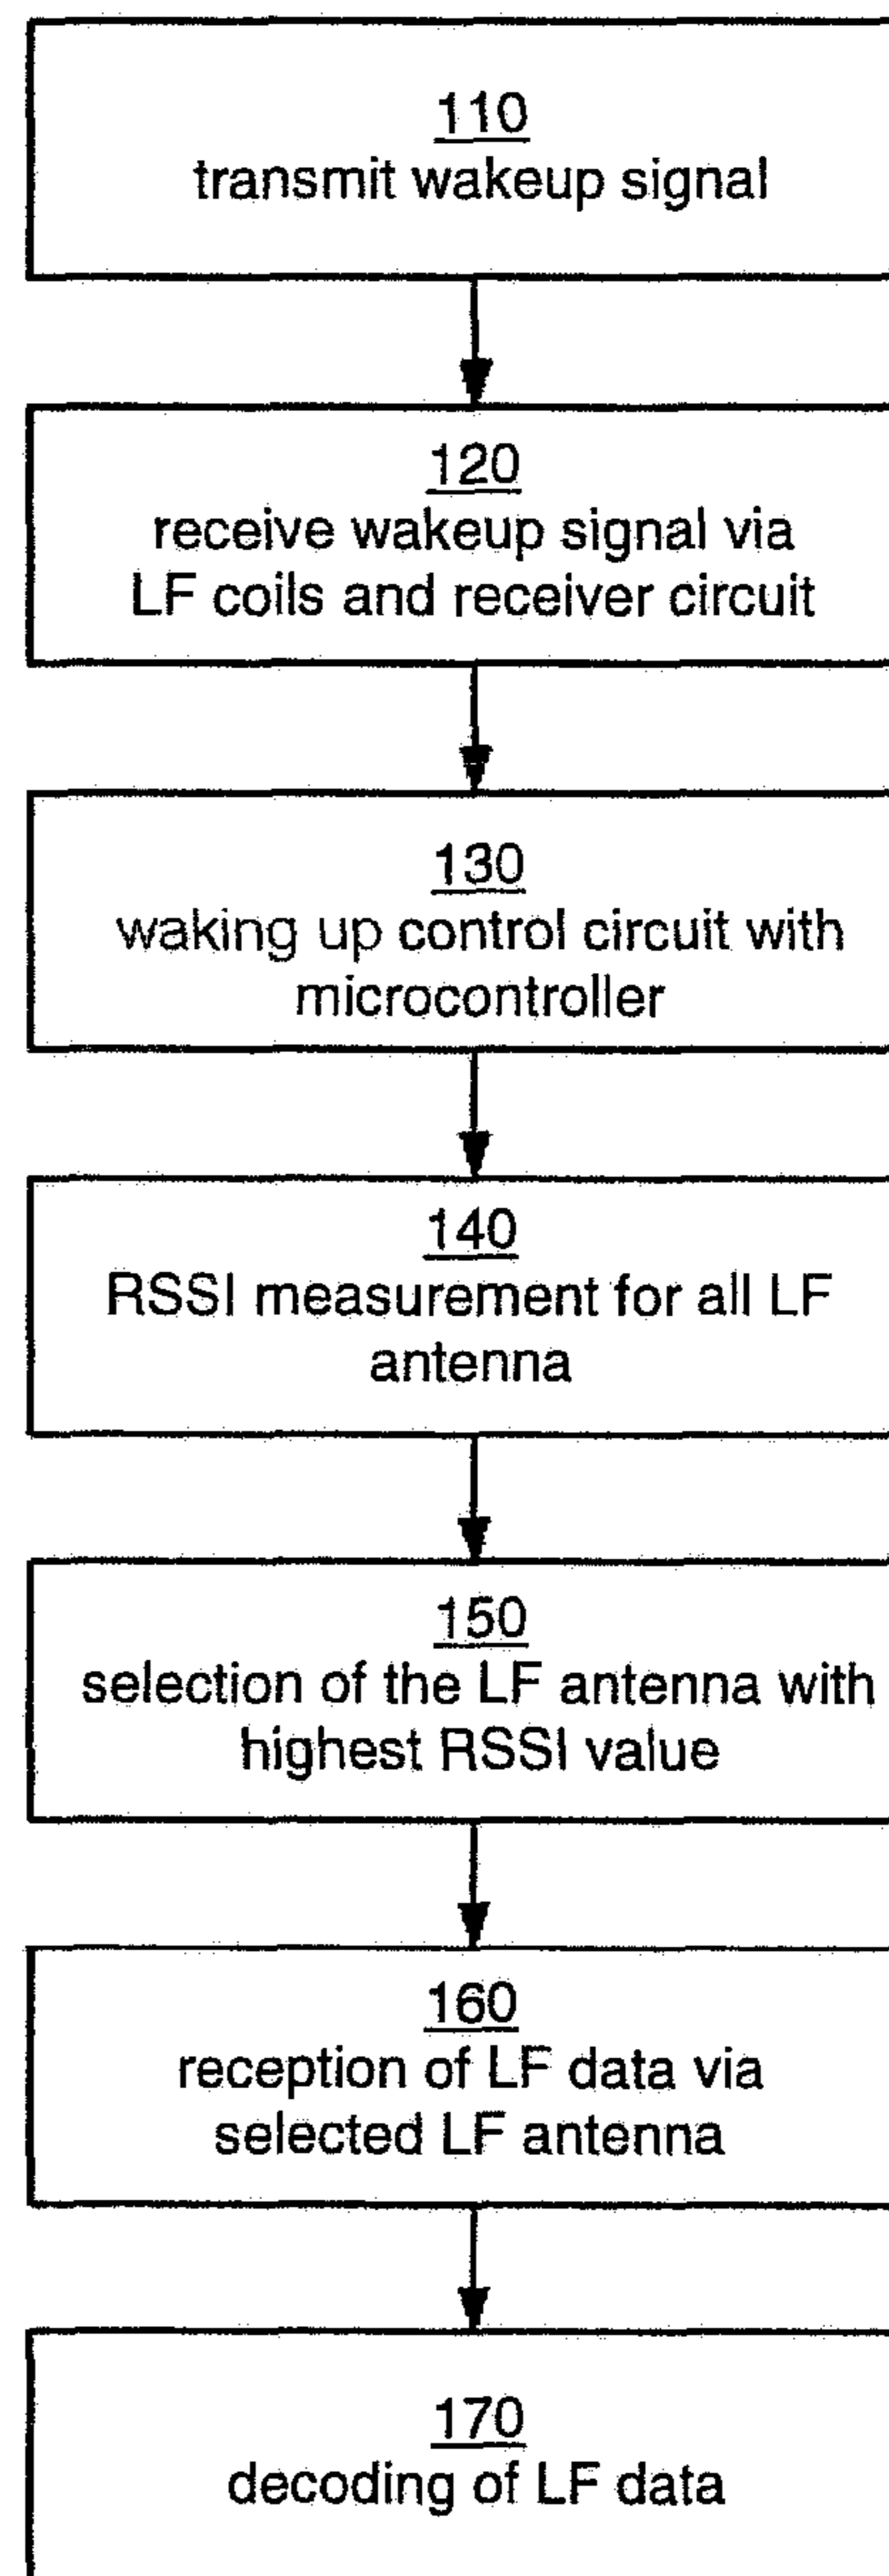 110
transmit wakeup signal
120
receive wakeup signal via
LF coils and receiver circuit
130
waking up control circuit with
microcontroller
140
RSSI measurement for all LF
antenna
150
selection of the LF antenna with
highest RSSI value
160
reception of LF data via
selected LF antenna
170
decoding of LF data